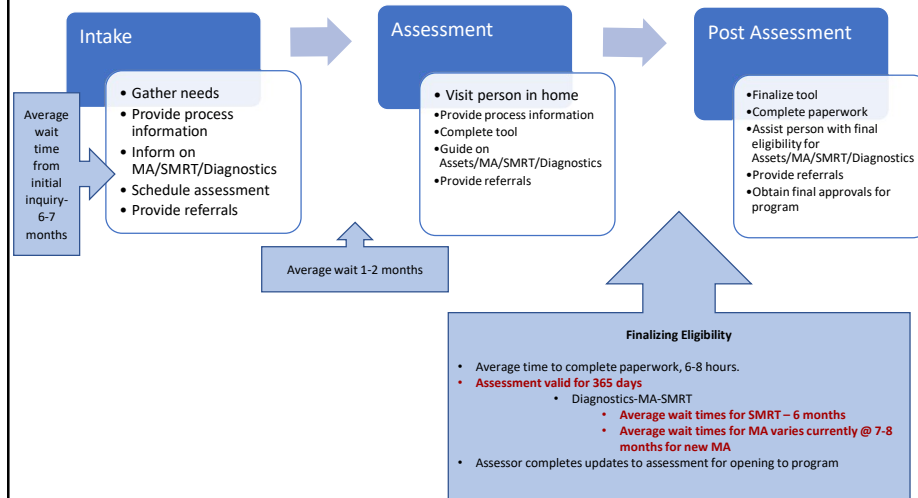 Intake
• Gather needs
• Provide process
information
• Inform on
MA/SMRT/Diagnostics
• Schedule assessment
• Provide referrals
Average
wait
time
from
initial
inquiry-
6-7
months
Average wait 1-2 months
Assessment
• Visit person in home
•Provide process information
•Complete tool
•Guide on
Assets/MA/SMRT/Diagnostics
•Provide referrals
Post Assessment
•Finalize tool
•Complete paperwork
•Assist person with final
eligibility for
Assets/MA/SMRT/Diagnostics
•Provide referrals
•Obtain final approvals for
program
Finalizing Eligibility
• Average time to complete paperwork, 6-8 hours.
• Assessment valid for 365 days
• Diagnostics-MA-SMRT
• Average wait times for SMRT – 6 months
• Average wait times for MA varies currently @ 7-8
months for new MA
• Assessor completes updates to assessment for opening to program